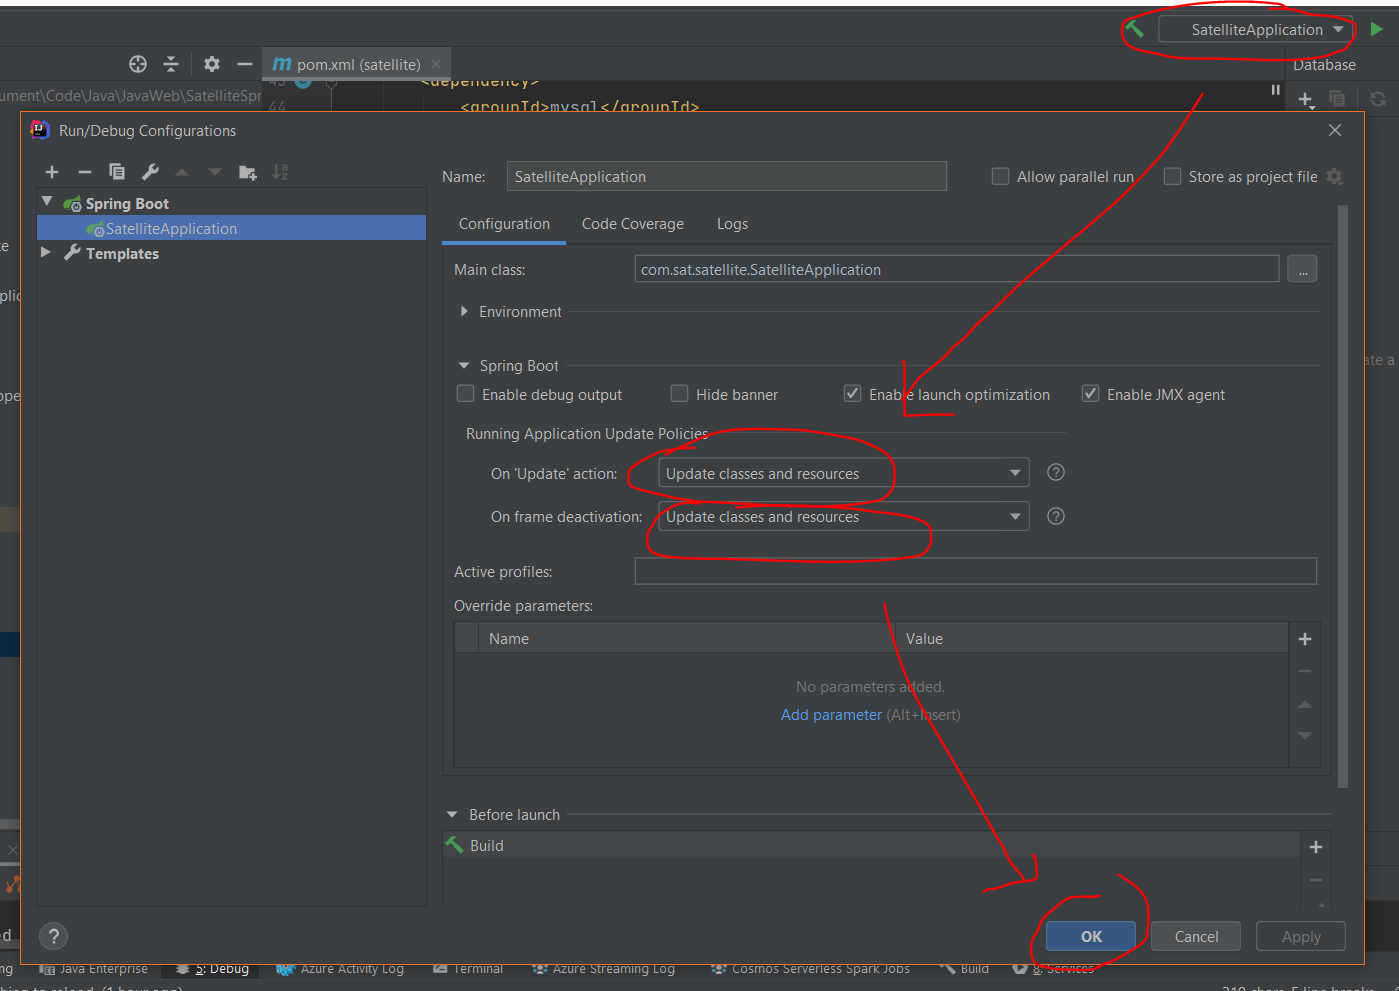 SatelliteApplication
pom.xml (satellite)
Database
ument\Code\Java\JavaWeb\SatelliteSpr
<dependency>
44
<groupId>mysql</groupId>
Run/Debug Configurations
Name:
SatelliteApplication
Allow parallel run
Store as project file
Spring Boot
SatelliteApplication
Templates
Configuration
Code Coverage
Logs
Main class:
com.sat.satellite.SatelliteApplication
...
Environment
Spring Boot
Enable debug output
Hide banner
Enable launch optimization
Enable JMX agent
Running Application Update Policies
On 'Update' action:
Update classes and resources
?
On frame deactivation:
Update classes and resources
?
Active profiles:
Override parameters:
Name
Value
No parameters added.
Add parameter (Alt+Insert)
Before launch
Build
?
OK
Cancel
Apply
Java Enterprise
5: Debug
Azure Activity Log
Terminal
Azure Streaming Log
Cosmos Serverless Spark Jobs
Build
8: Services